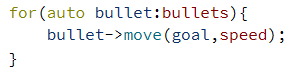 for(auto bullet:bullets){
    bullet->move(goal,speed);
}